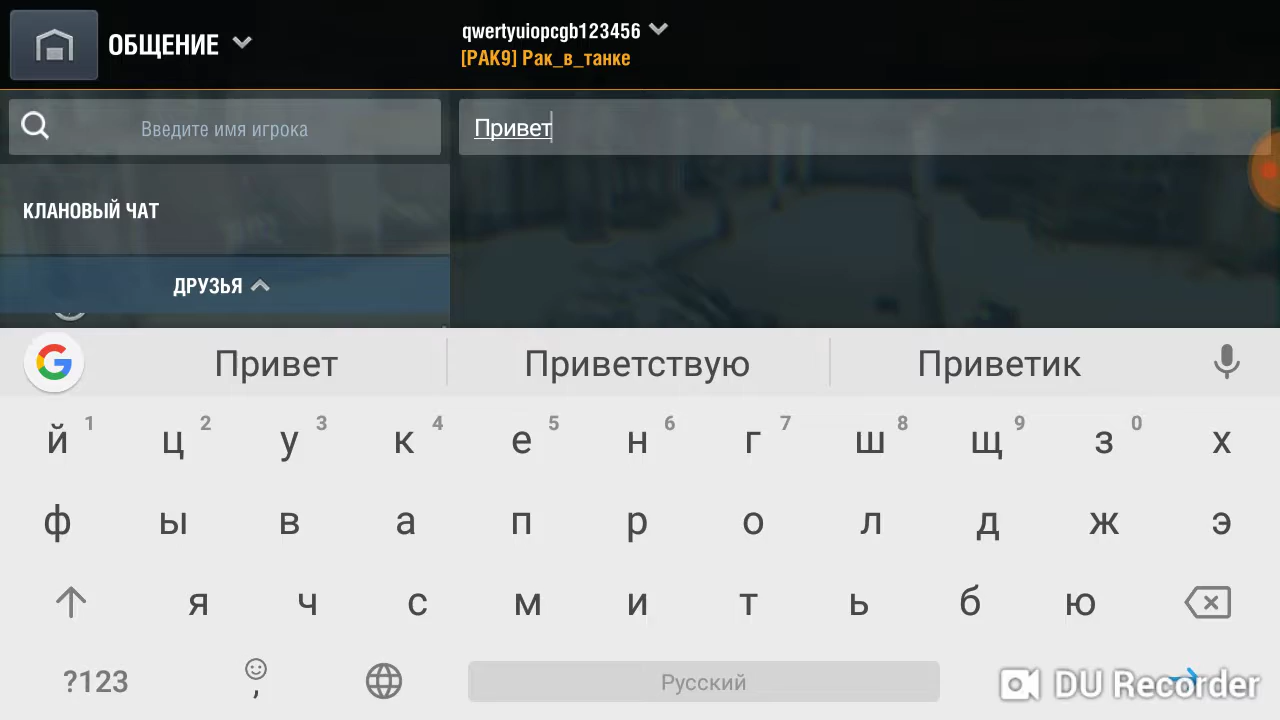 ОБЩЕНИЕ
qwertyuiopcgb123456
[РАК9] Рак_в_танке
Введите имя игрока
Привет
КЛАНОВЫЙ ЧАТ
ДРУЗЬЯ
Привет Приветствую Приветик
й 1 ц 2 у 3 к 4 е 5 н 6 г 7 ш 8 щ 9 з 0 х
ф ы в а п р о л д ж э
я ч с м и т ь б ю
?123 , Русский
DU Recorder